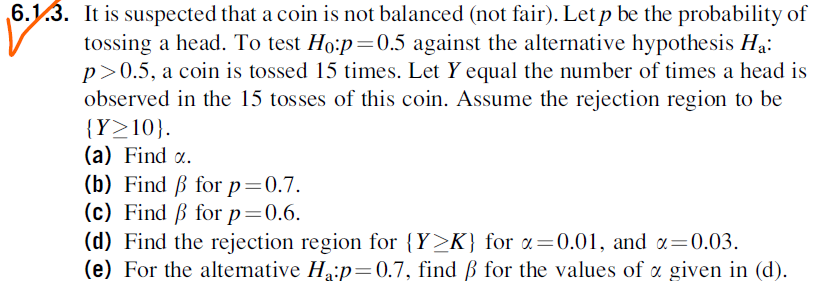 6.1.3. It is suspected that a coin is not balanced (not fair). Let p be the probability of
tossing a head. To test H₀:p=0.5 against the alternative hypothesis Hₐ:
p>0.5, a coin is tossed 15 times. Let Y equal the number of times a head is
observed in the 15 tosses of this coin. Assume the rejection region to be
{Y≥10}.
(a) Find α.
(b) Find β for p=0.7.
(c) Find β for p=0.6.
(d) Find the rejection region for {Y≥K} for α=0.01, and α=0.03.
(e) For the alternative Hₐ:p=0.7, find β for the values of α given in (d).